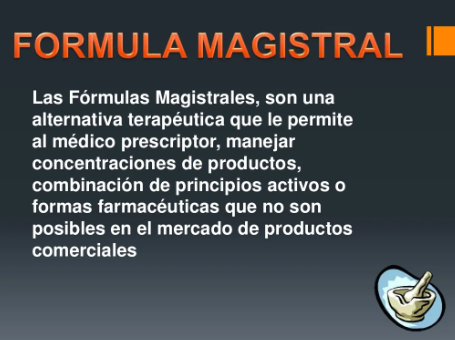 FORMULA MAGISTRAL
Las Fórmulas Magistrales, son una
alternativa terapéutica que le permite
al médico prescriptor, manejar
concentraciones de productos,
combinación de principios activos o
formas farmacéuticas que no son
posibles en el mercado de productos
comerciales